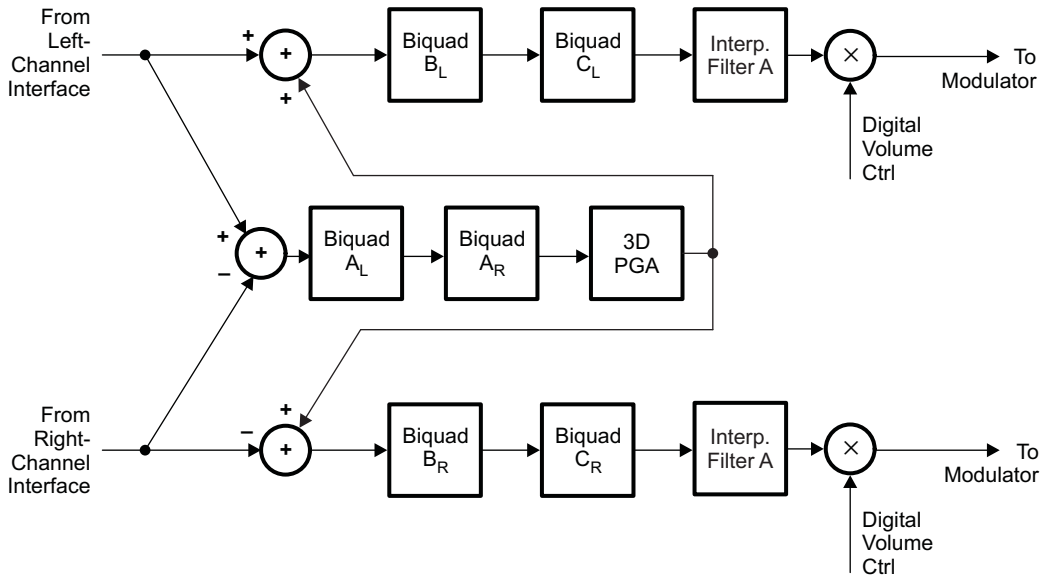 From
Left-
Channel
Interface
+
+
+
Biquad
BL
Biquad
CL
Interp.
Filter A
×
To
Modulator
Digital
Volume
Ctrl
+
–
+
Biquad
AL
Biquad
AR
3D
PGA
From
Right-
Channel
Interface
–
+
+
Biquad
BR
Biquad
CR
Interp.
Filter A
×
To
Modulator
Digital
Volume
Ctrl